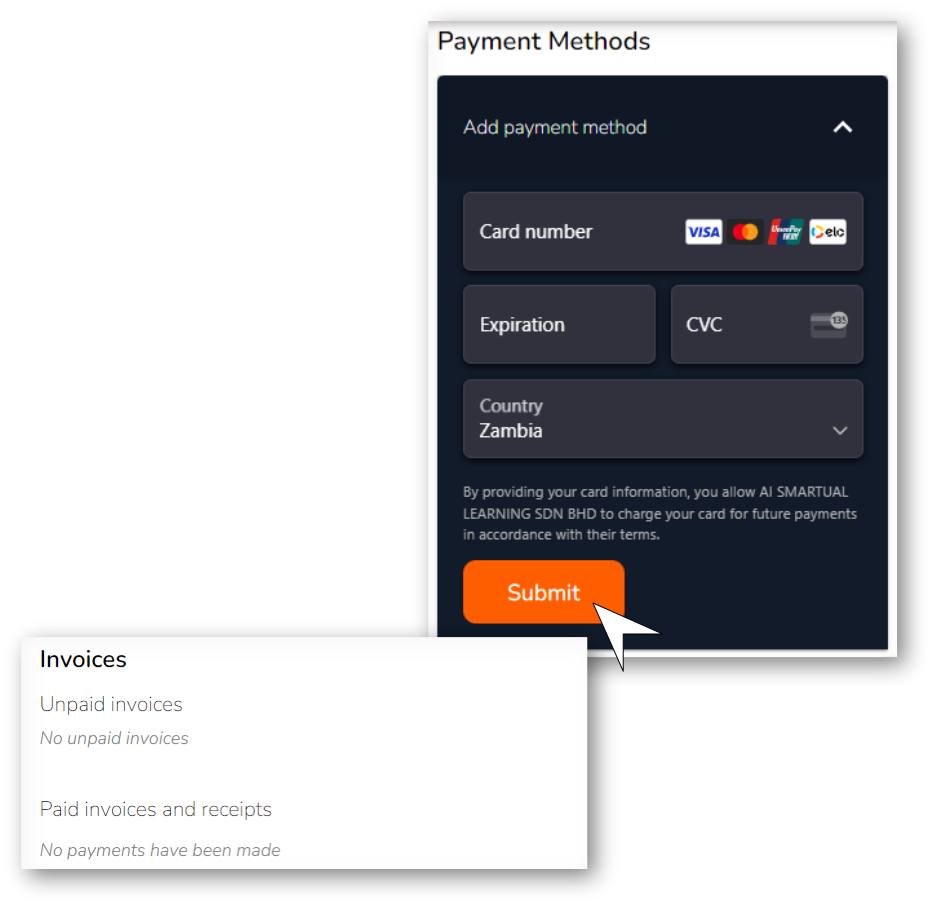 Payment Methods
Add payment method
Card number
VISA
UnionPay
elo
Expiration
CVC
135
Country
Zambia
By providing your card information, you allow AI SMARTUAL
LEARNING SDN BHD to charge your card for future payments
in accordance with their terms.
Submit
Invoices
Unpaid invoices
No unpaid invoices
Paid invoices and receipts
No payments have been made